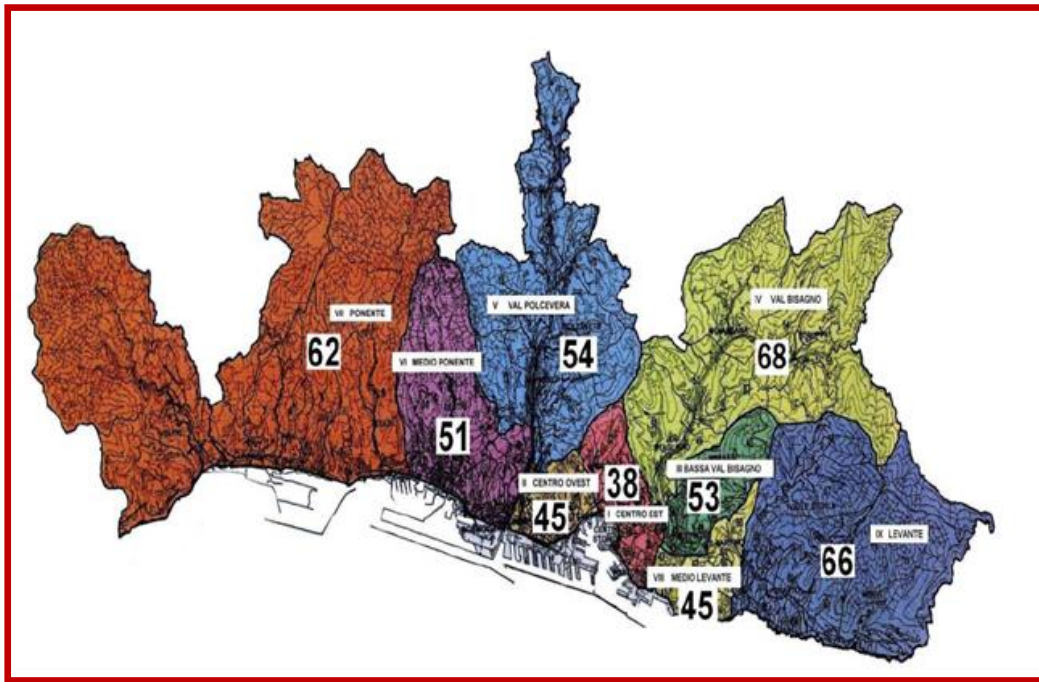 VII PONENTE
62
VI MEDIO PONENTE
51
V VAL POLCEVERA
54
IV VAL BISAGNO
68
II CENTRO OVEST
45
38
I CENTRO EST
III BASSA VAL BISAGNO
53
IX LEVANTE
66
VIII MEDIO LEVANTE
45